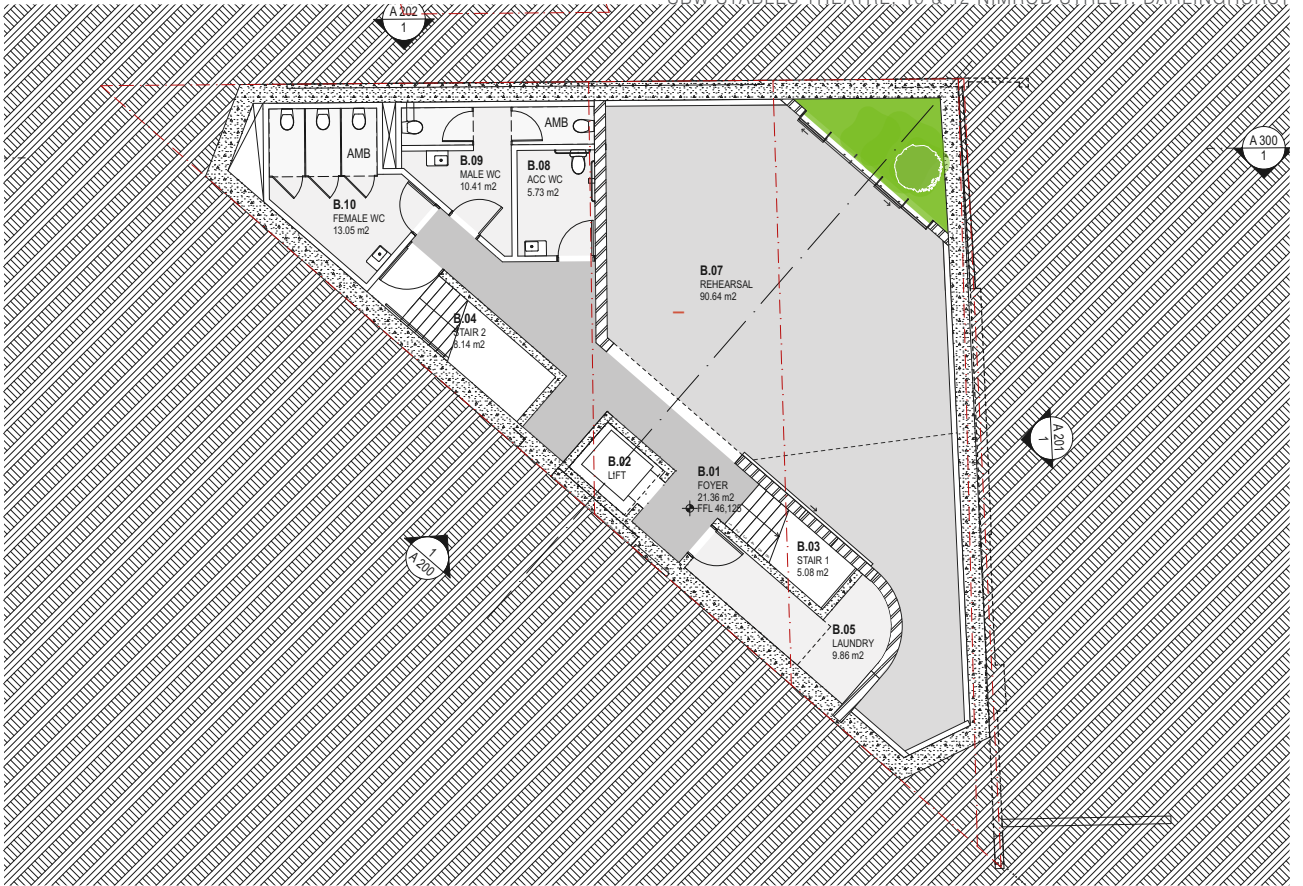 A 202
1
A 300
1
AMB
AMB
B.09
MALE WC
10.41 m2
B.08
ACC WC
5.73 m2
B.10
FEMALE WC
13.05 m2
B.07
REHEARSAL
90.64 m2
B.04
STAIR 2
8.14 m2
A 201
1
B.02
LIFT
B.01
FOYER
21.36 m2
FFL 46,125
B.03
STAIR 1
5.08 m2
1
A 200
B.05
LAUNDRY
9.86 m2